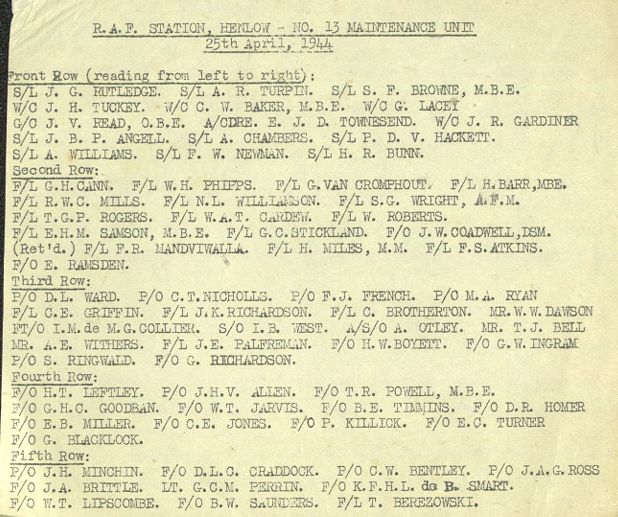 R.A.F. STATION, HENLOW - NO. 13 MAINTENANCE UNIT
25th April, 1944
Front Row (reading from left to right):
S/L J. G. RUTLEDGE. S/L A. R. TURPIN. S/L S. F. BROWNE, M.B.E.
W/C J. H. TUCKEY. W/C C. W. BAKER, M.B.E. W/C G. LACEY
G/C J. V. READ, O.B.E. A/CDRE. E. J. D. TOWNESEND. W/C J. R. GARDINER
S/L J. B. P. ANGELL. S/L A. CHAMBERS. S/L P. D. V. HACKETT.
S/L A. WILLIAMS. S/L F. W. NEWMAN. S/L H. R. BUNN.
Second Row:
F/L G.H.CANN. F/L W.H. PHIPPS. F/L G.VAN CROMPHOUT. F/L H.BARR,MBE.
F/L R.W.C. MILLS. F/L N.L. WILLIAMSON. F/L S.G. WRIGHT, A.F.M.
F/L T.G.P. ROGERS. F/L W.A.T. CARDEW. F/L W. ROBERTS.
F/L E.H.M. SAMSON, M.B.E. F/L G.C.STICKLAND. F/O J.W.COADWELL,DSM.
(Ret'd.) F/L F.R. MANDVIWALLA. F/L H. MILES, M.M. F/L F.S.ATKINS.
F/O E. RAMSDEN.
Third Row:
P/O D.L. WARD. P/O C.T.NICHOLLS. P/O F.J. FRENCH. P/O M.A. RYAN
F/L C.E. GRIFFIN. F/L J.K.RICHARDSON. F/L C. BROTHERTON. MR.W.W.DAWSON
FT/O I.M.de M.G.COLLIER. S/O I.B. WEST. A/S/O A. OTLEY. MR. T.J. BELL
MR. A.E. WITHERS. F/L J.E. PALFREMAN. F/O H.W.BOYETT. F/O G.W.INGRAM
P/O S. RINGWALD. F/O G. RICHARDSON.
Fourth Row:
F/O H.T. LEFTLEY. P/O J.H.V. ALLEN. F/O T.R. POWELL, M.B.E.
F/O G.H.C. GOODBAN. F/O W.T. JARVIS. F/O B.E. TIMMINS. F/O D.R. HOMER
F/O E.B. MILLER. F/O C.E. JONES. F/O P. KILLICK. F/O E.C. TURNER
F/O G. BLACKLOCK.
Fifth Row:
P/O J.H. MINCHIN. F/O D.L.C. CRADDOCK. P/O C.W. BENTLEY. P/O J.A.G.ROSS
F/O J.A. BRITTLE. LT. G.C.M. PERRIN. F/O K.F.H.L. de B. SMART.
F/O W.T. LIPSCOMBE. F/O B.W. SAUNDERS. F/L T. BEREZOWSKI.